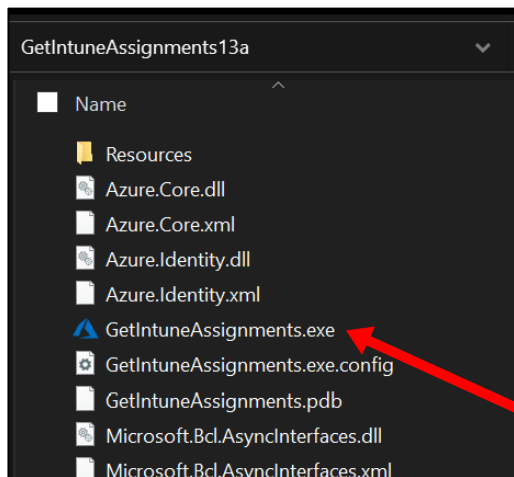 GetIntuneAssignments13a
Name
Resources
Azure.Core.dll
Azure.Core.xml
Azure.Identity.dll
Azure.Identity.xml
GetIntuneAssignments.exe
GetIntuneAssignments.exe.config
GetIntuneAssignments.pdb
Microsoft.Bcl.AsyncInterfaces.dll
Microsoft.Bcl.AsyncInterfaces.xml